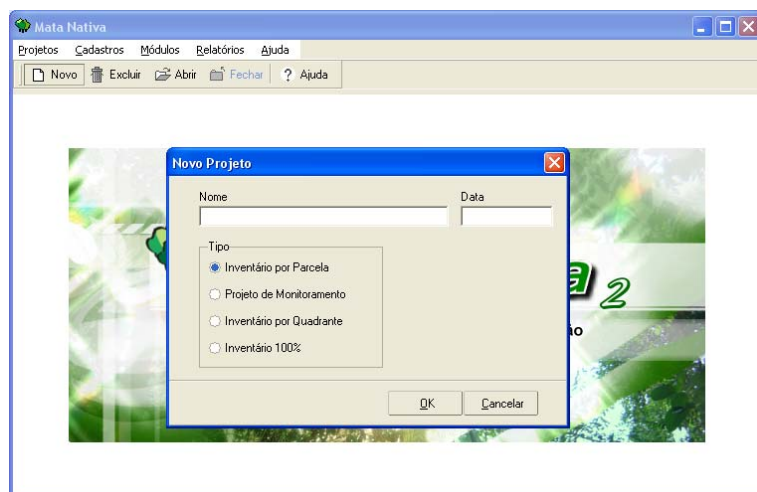 Mata Nativa
Projetos Cadastros Módulos Relatórios Ajuda
Novo Excluir Abrir Fechar Ajuda
Novo Projeto
Nome Data
Tipo
Inventário por Parcela
Projeto de Monitoramento
Inventário por Quadrante
Inventário 100%
OK Cancelar
a 2
ão